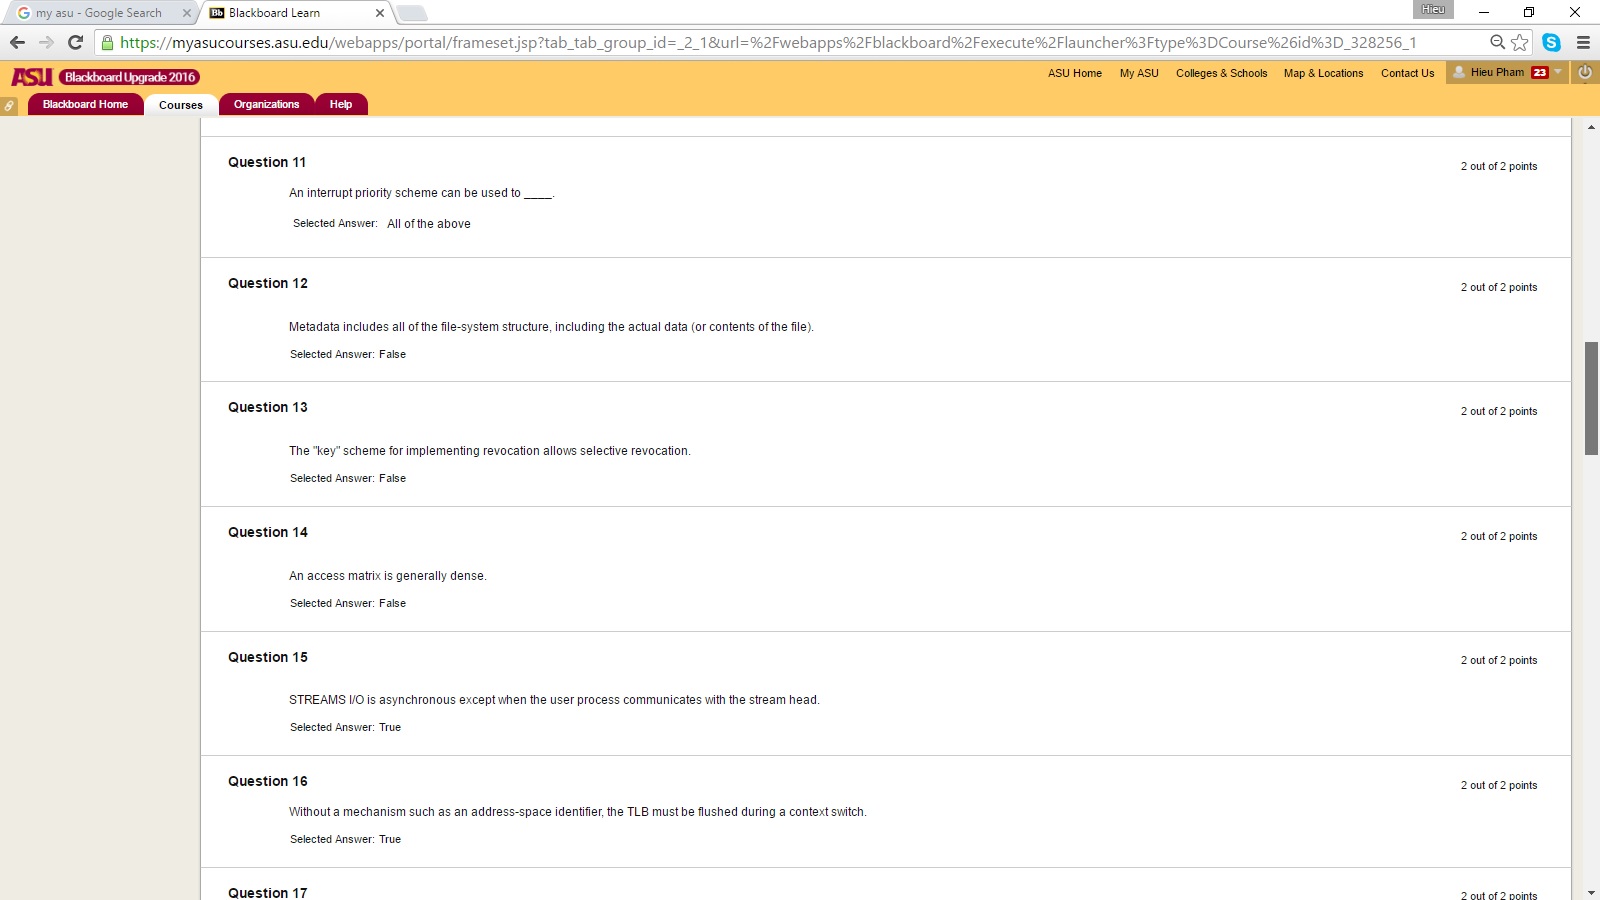 my asu - Google Search
Blackboard Learn
Hieu
https://myasucourses.asu.edu/webapps/portal/frameset.jsp?tab_tab_group_id=_2_1&url=%2Fwebapps%2Fblackboard%2Fexecute%2Flauncher%3Ftype%3DCourse%26id%3D_328256_1
ASU Blackboard Upgrade 2016
ASU Home My ASU Colleges & Schools Map & Locations Contact Us Hieu Pham 23
Blackboard Home Courses Organizations Help
Question 11
2 out of 2 points
An interrupt priority scheme can be used to ____.
Selected Answer: All of the above
Question 12
2 out of 2 points
Metadata includes all of the file-system structure, including the actual data (or contents of the file).
Selected Answer: False
Question 13
2 out of 2 points
The "key" scheme for implementing revocation allows selective revocation.
Selected Answer: False
Question 14
2 out of 2 points
An access matrix is generally dense.
Selected Answer: False
Question 15
2 out of 2 points
STREAMS I/O is asynchronous except when the user process communicates with the stream head.
Selected Answer: True
Question 16
2 out of 2 points
Without a mechanism such as an address-space identifier, the TLB must be flushed during a context switch.
Selected Answer: True
Question 17
2 out of 2 points